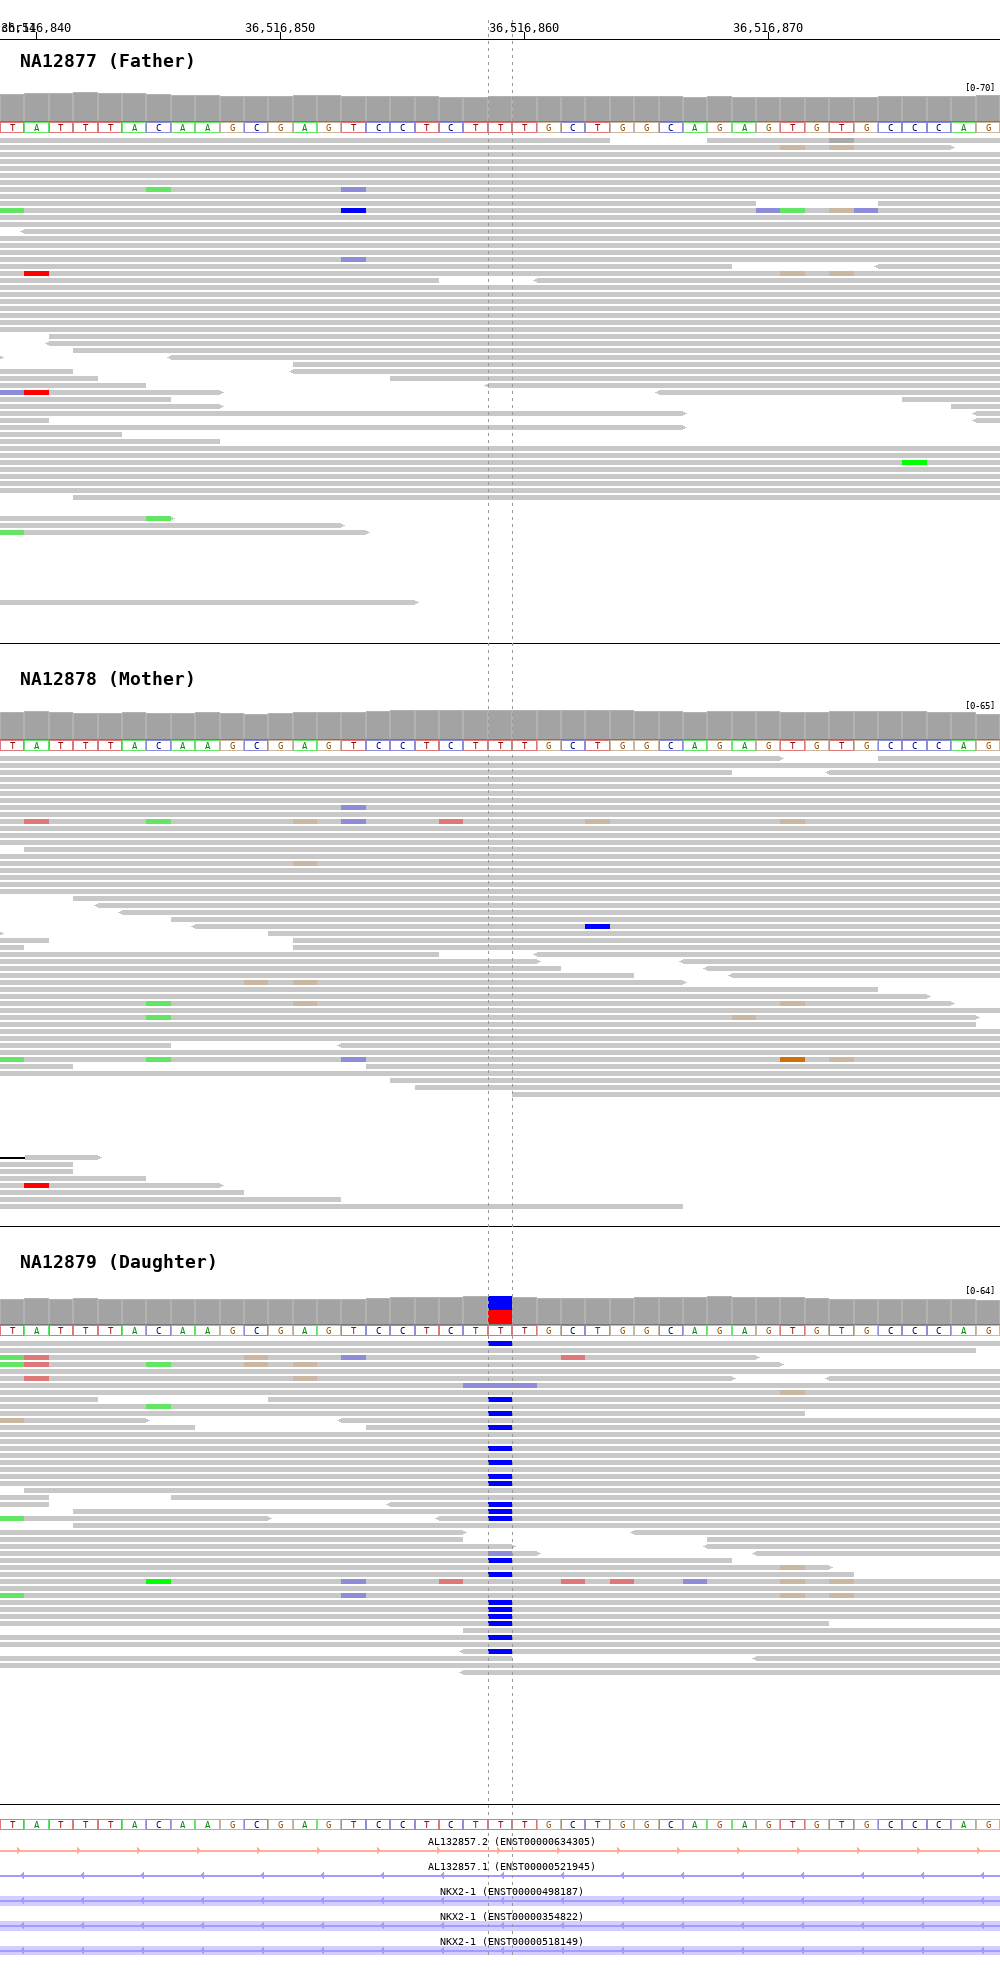 36,516,840 36,516,850 36,516,860 36,516,870
NA12877 (Father)
[0-70]
T A T T T A C A A G C G A G T C C T C T T T G C T G G C A G A G T G T G C C C A G
NA12878 (Mother)
[0-65]
T A T T T A C A A G C G A G T C C T C T T T G C T G G C A G A G T G T G C C C A G
NA12879 (Daughter)
[0-64]
T A T T T A C A A G C G A G T C C T C T T T G C T G G C A G A G T G T G C C C A G
T A T T T A C A A G C G A G T C C T C T T T G C T G G C A G A G T G T G C C C A G
AL132857.2 (ENST00000634305)
AL132857.1 (ENST00000521945)
NKX2-1 (ENST00000498187)
NKX2-1 (ENST00000354822)
NKX2-1 (ENST00000518149)